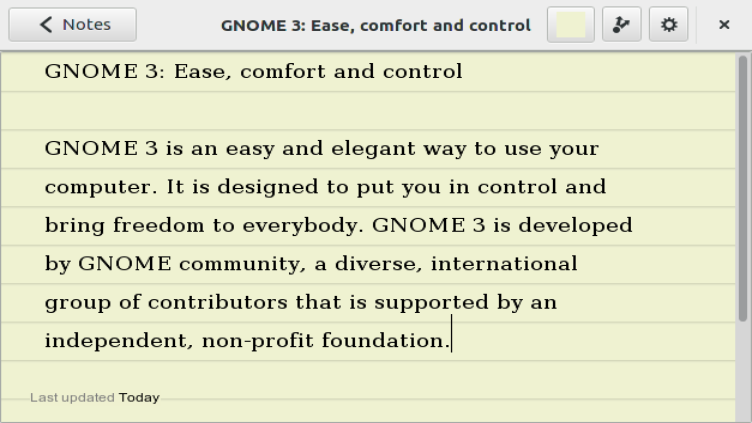 Notes
GNOME 3: Ease, comfort and control
GNOME 3: Ease, comfort and control
GNOME 3 is an easy and elegant way to use your
computer. It is designed to put you in control and
bring freedom to everybody. GNOME 3 is developed
by GNOME community, a diverse, international
group of contributors that is supported by an
independent, non-profit foundation.
Last updated Today